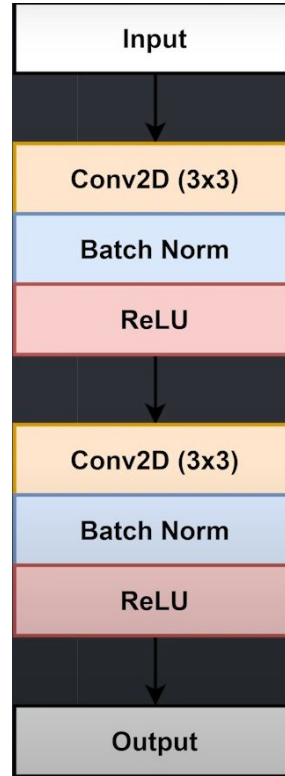 Input
Conv2D (3x3)
Batch Norm
ReLU
Conv2D (3x3)
Batch Norm
ReLU
Output